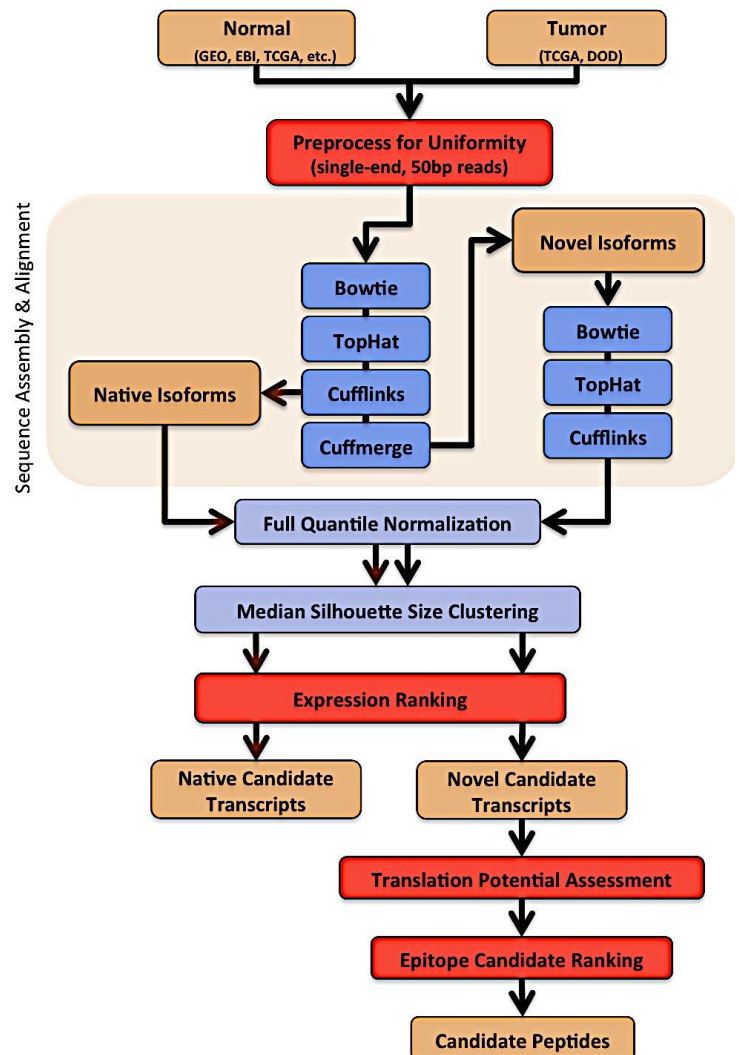 Normal
(GEO, EBI, TCGA, etc.)
Tumor
(TCGA, DOD)
Preprocess for Uniformity
(single-end, 50bp reads)
Sequence Assembly & Alignment
Bowtie
TopHat
Cufflinks
Cuffmerge
Native Isoforms
Novel Isoforms
Bowtie
TopHat
Cufflinks
Full Quantile Normalization
Median Silhouette Size Clustering
Expression Ranking
Native Candidate
Transcripts
Novel Candidate
Transcripts
Translation Potential Assessment
Epitope Candidate Ranking
Candidate Peptides